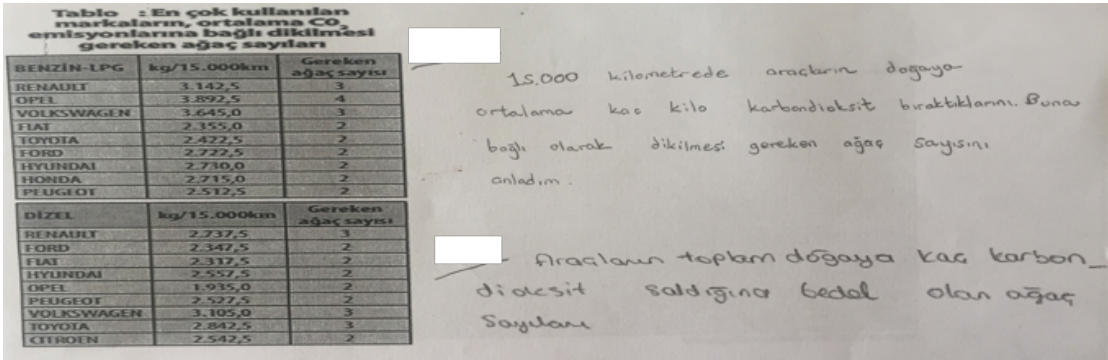 Tablo : En çok kullanılan
markaların, ortalama CO₂
emisyonlarına bağlı dikilmesi
gereken ağaç sayıları
BENZİN-LPG kg/15.000km Gereken ağaç sayısı
RENAULT 3.142,5 3
OPEL 3.892,5 4
VOLKSWAGEN 3.645,0 3
FIAT 2.355,0 2
TOYOTA 2.422,5 2
FORD 2.722,5 2
HYUNDAI 2.730,0 2
HONDA 2.715,0 2
PEUGEOT 2.512,5 2
DİZEL kg/15.000km Gereken ağaç sayısı
RENAULT 2.737,5 3
FORD 2.347,5 2
FIAT 2.317,5 2
HYUNDAI 2.557,5 2
OPEL 1.935,0 2
PEUGEOT 2.527,5 2
VOLKSWAGEN 3.105,0 3
TOYOTA 2.842,5 3
CITROEN 2.542,5 2
15.000 kilometrede araçların doğaya
ortalama kaç kilo karbondioksit bıraktıklarını. Buna
bağlı olarak dikilmesi gereken ağaç sayısını
anladım.
Araçların toplam doğaya kaç karbon_
dioksit saldığına bedel olan ağaç
sayıları